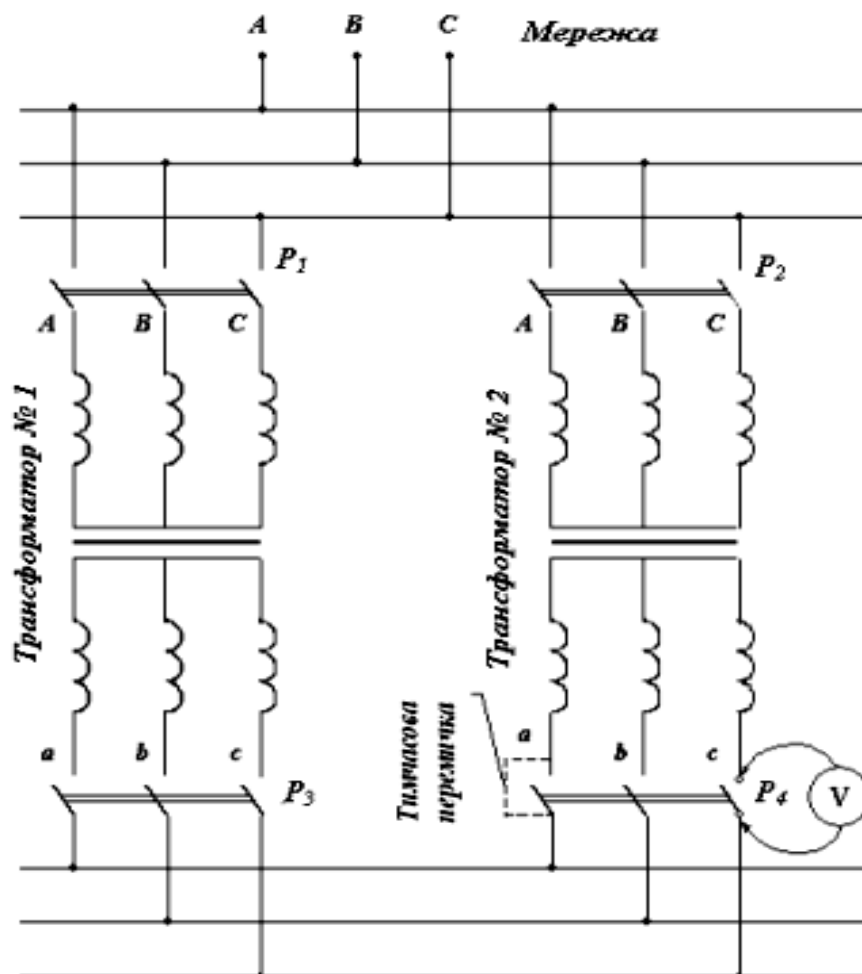 A B C Мережа
P1 P2
A B C A B C
Трансформатор № 1
Трансформатор № 2
a b c P3
Тимчасова
перемичка
a b c P4 V